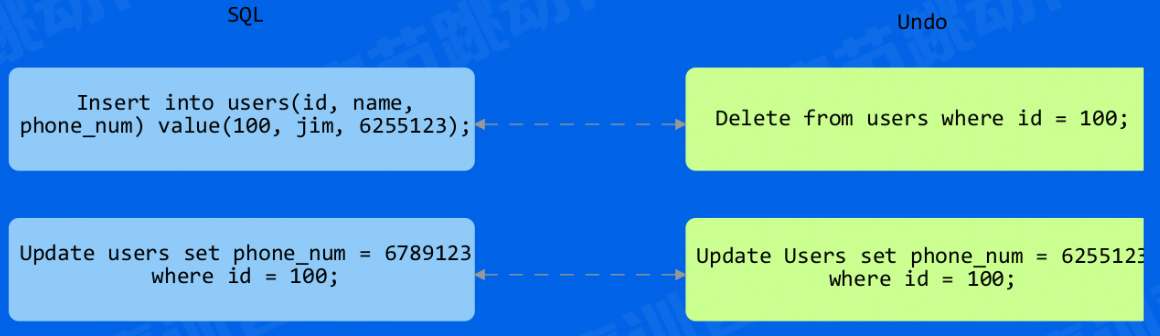 SQL
Undo
Insert into users(id, name,
phone_num) value(100, jim, 6255123);
Delete from users where id = 100;
Update users set phone_num = 6789123
where id = 100;
Update Users set phone_num = 6255123
where id = 100;